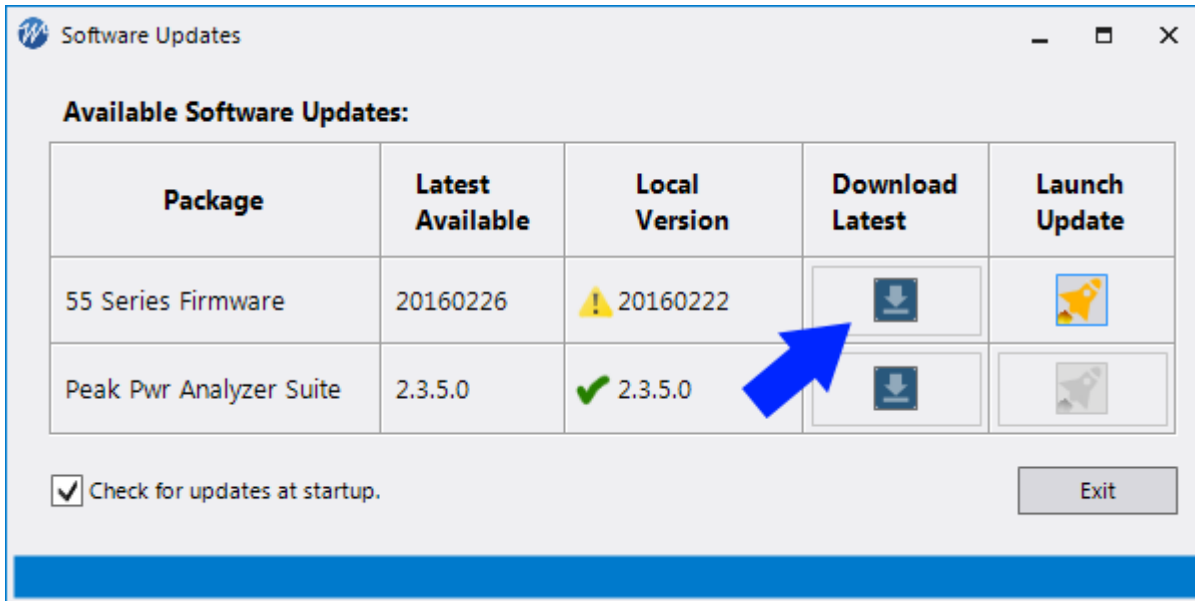 Software Updates
Available Software Updates:
Package
Latest
Available
Local
Version
Download
Latest
Launch
Update
55 Series Firmware
20160226
20160222
Peak Pwr Analyzer Suite
2.3.5.0
2.3.5.0
Check for updates at startup.
Exit